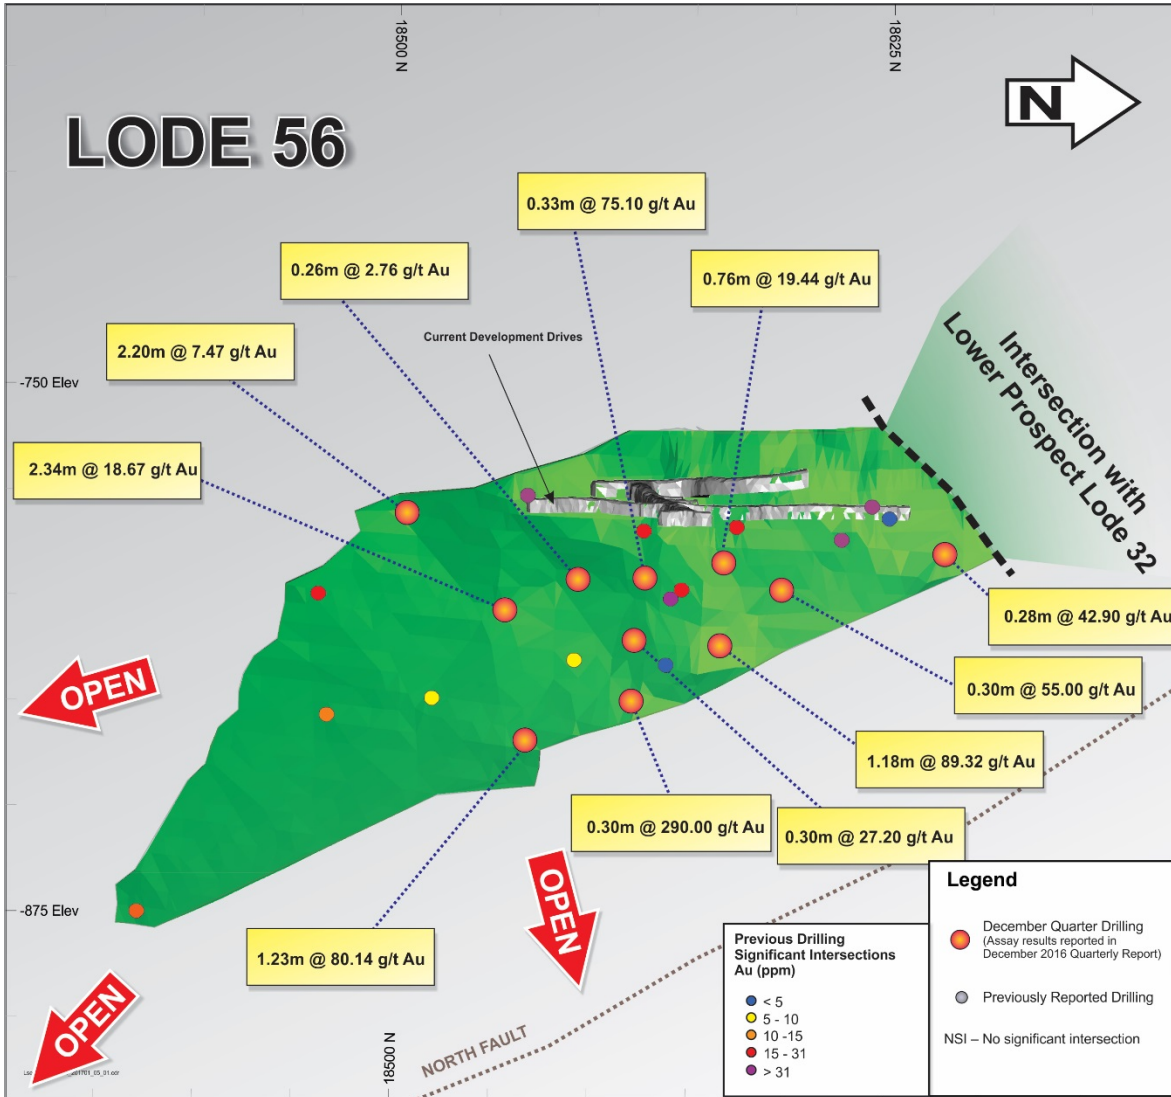 18500 N
18625 N
N
LODE 56
0.33m @ 75.10 g/t Au
0.26m @ 2.76 g/t Au
0.76m @ 19.44 g/t Au
2.20m @ 7.47 g/t Au
Current Development Drives
Intersection with
Lower Prospect Lode 32
-750 Elev
2.34m @ 18.67 g/t Au
0.28m @ 42.90 g/t Au
OPEN
0.30m @ 55.00 g/t Au
1.18m @ 89.32 g/t Au
0.30m @ 290.00 g/t Au
0.30m @ 27.20 g/t Au
-875 Elev
OPEN
1.23m @ 80.14 g/t Au
OPEN
18500 N
NORTH FAULT
Previous Drilling
Significant Intersections
Au (ppm)
< 5
5 - 10
10 -15
15 - 31
> 31
Legend
December Quarter Drilling
(Assay results reported in
December 2016 Quarterly Report)
Previously Reported Drilling
NSI – No significant intersection